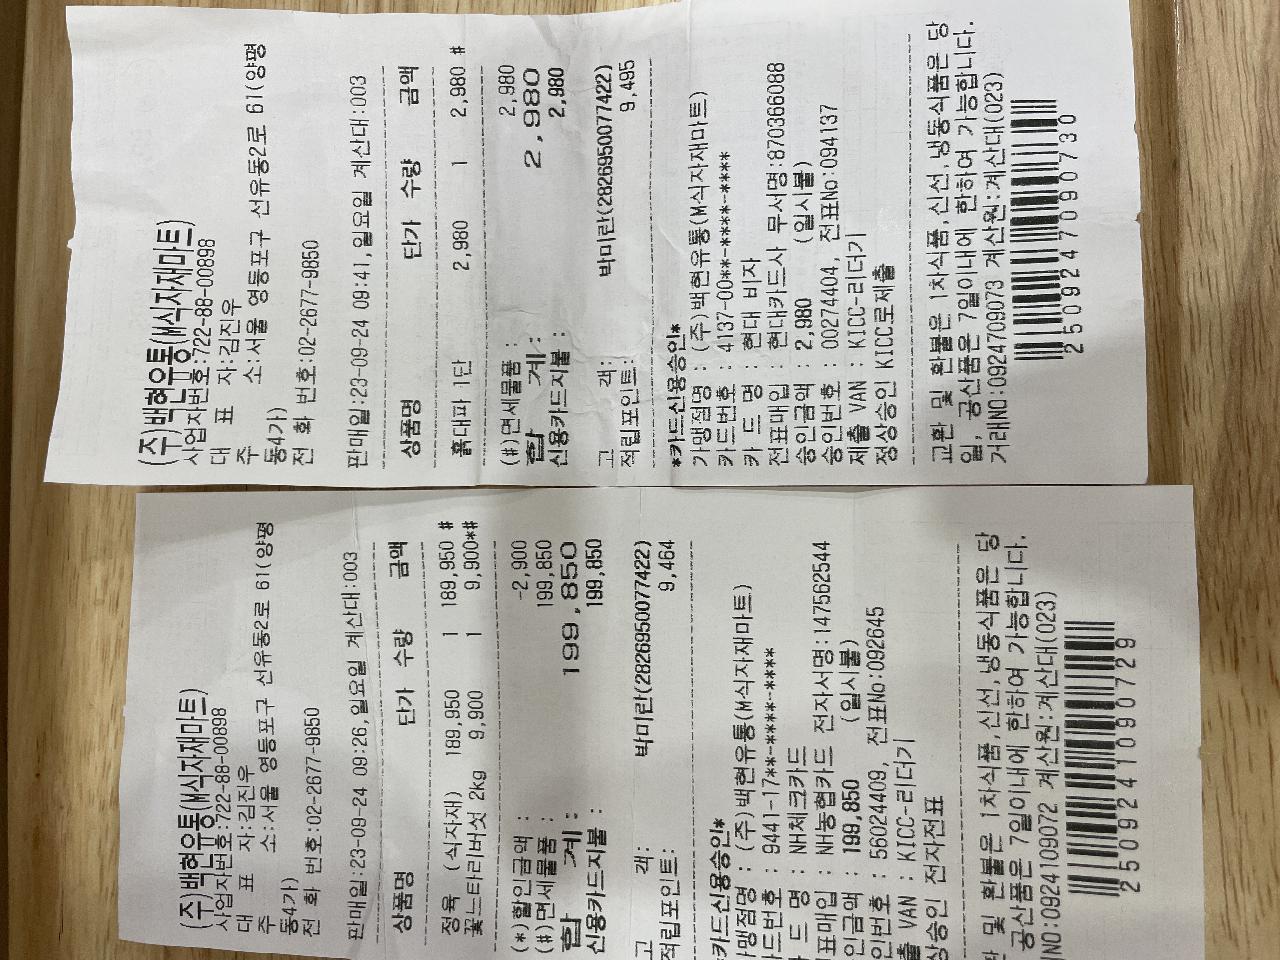 (주)백현유통(M식자재마트)
사업자번호:722-88-00898
대 표 자:김진우
주 소:서울 영등포구 선유동2로 61(양평
동4가)
전 화 번호:02-2677-9850
판매일:23-09-24 09:41,일요일 계산대:003
상품명 단가 수량 금액
흙대파 1단 2,980 1 2,980 #
(#)면세물품 : 2,980
합 계 : 2,980
신용카드지불 : 2,980
고 객: 박미란(2826950077422)
적립포인트: 9,495
*카드신용승인*
가맹점명 : (주)백현유통(M식자재마트)
카드번호 : 4137-00**-****-****
카 드 명 : 현대 비자
전표매입 : 현대카드사 무서명:870366088
승인금액 : 2,980 (일시불)
승인번호 : 00274404, 전표No:094137
제출 VAN : KICC-리더기
정상승인 KICC로제출
교환 및 환불은 1차식품,신선,냉동식품은 당
일, 공산품은 7일이내에 한하여 가능합니다.
거래NO:0924709073 계산원:계산대(023)
2509247090730
(주)백현유통(M식자재마트)
사업자번호:722-88-00898
대 표 자:김진우
주 소:서울 영등포구 선유동2로 61(양평
동4가)
전 화 번호:02-2677-9850
판매일:23-09-24 09:26,일요일 계산대:003
상품명 단가 수량 금액
정육 (식자재) 189,950 1 189,950 #
꽃느타리버섯 2kg 9,900 1 9,900*#
(*)할인금액 : -2,900
(#)면세물품 : 199,850
합 계 : 199,850
신용카드지불 : 199,850
고 객: 박미란(2826950077422)
적립포인트: 9,464
*카드신용승인*
가맹점명 : (주)백현유통(M식자재마트)
카드번호 : 9441-17**-****-****
카드 명 : NH체크카드
표매입 : NH농협카드 전자서명:147562544
인금액 : 199,850 (일시불)
인번호 : 56024409, 전표No:092645
출 VAN : KICC-리더기
상승인 전자전표
및 환불은 1차식품,신선,냉동식품은 당
공산품은 7일이내에 한하여 가능합니다.
NO:0924109072 계산원:계산대(023)
2509241090729